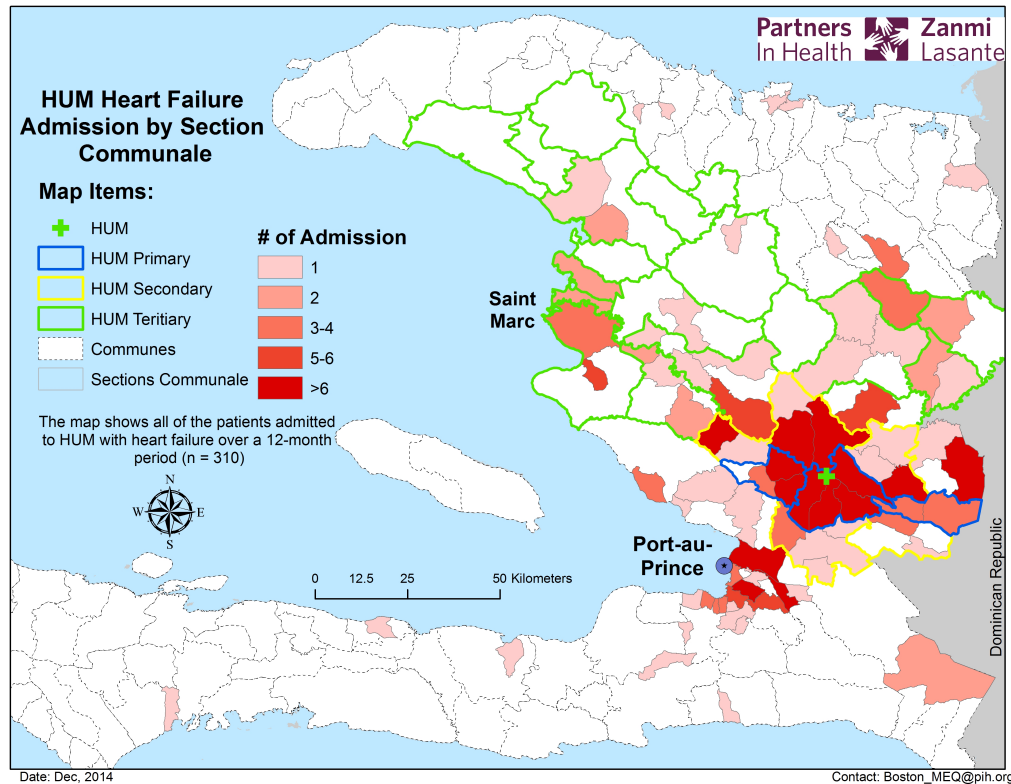 Partners Zanmi
In Health Lasante
HUM Heart Failure
Admission by Section
Communale
Map Items:
HUM
HUM Primary
HUM Secondary
HUM Teritiary
Communes
Sections Communale
# of Admission
1
2
3-4
5-6
>6
The map shows all of the patients admitted
to HUM with heart failure over a 12-month
period (n = 310)
N
W E
S
Saint
Marc
Port-au-
Prince
0 12.5 25 50 Kilometers
Dominican Republic
Date: Dec, 2014 Contact: Boston_MEQ@pih.org